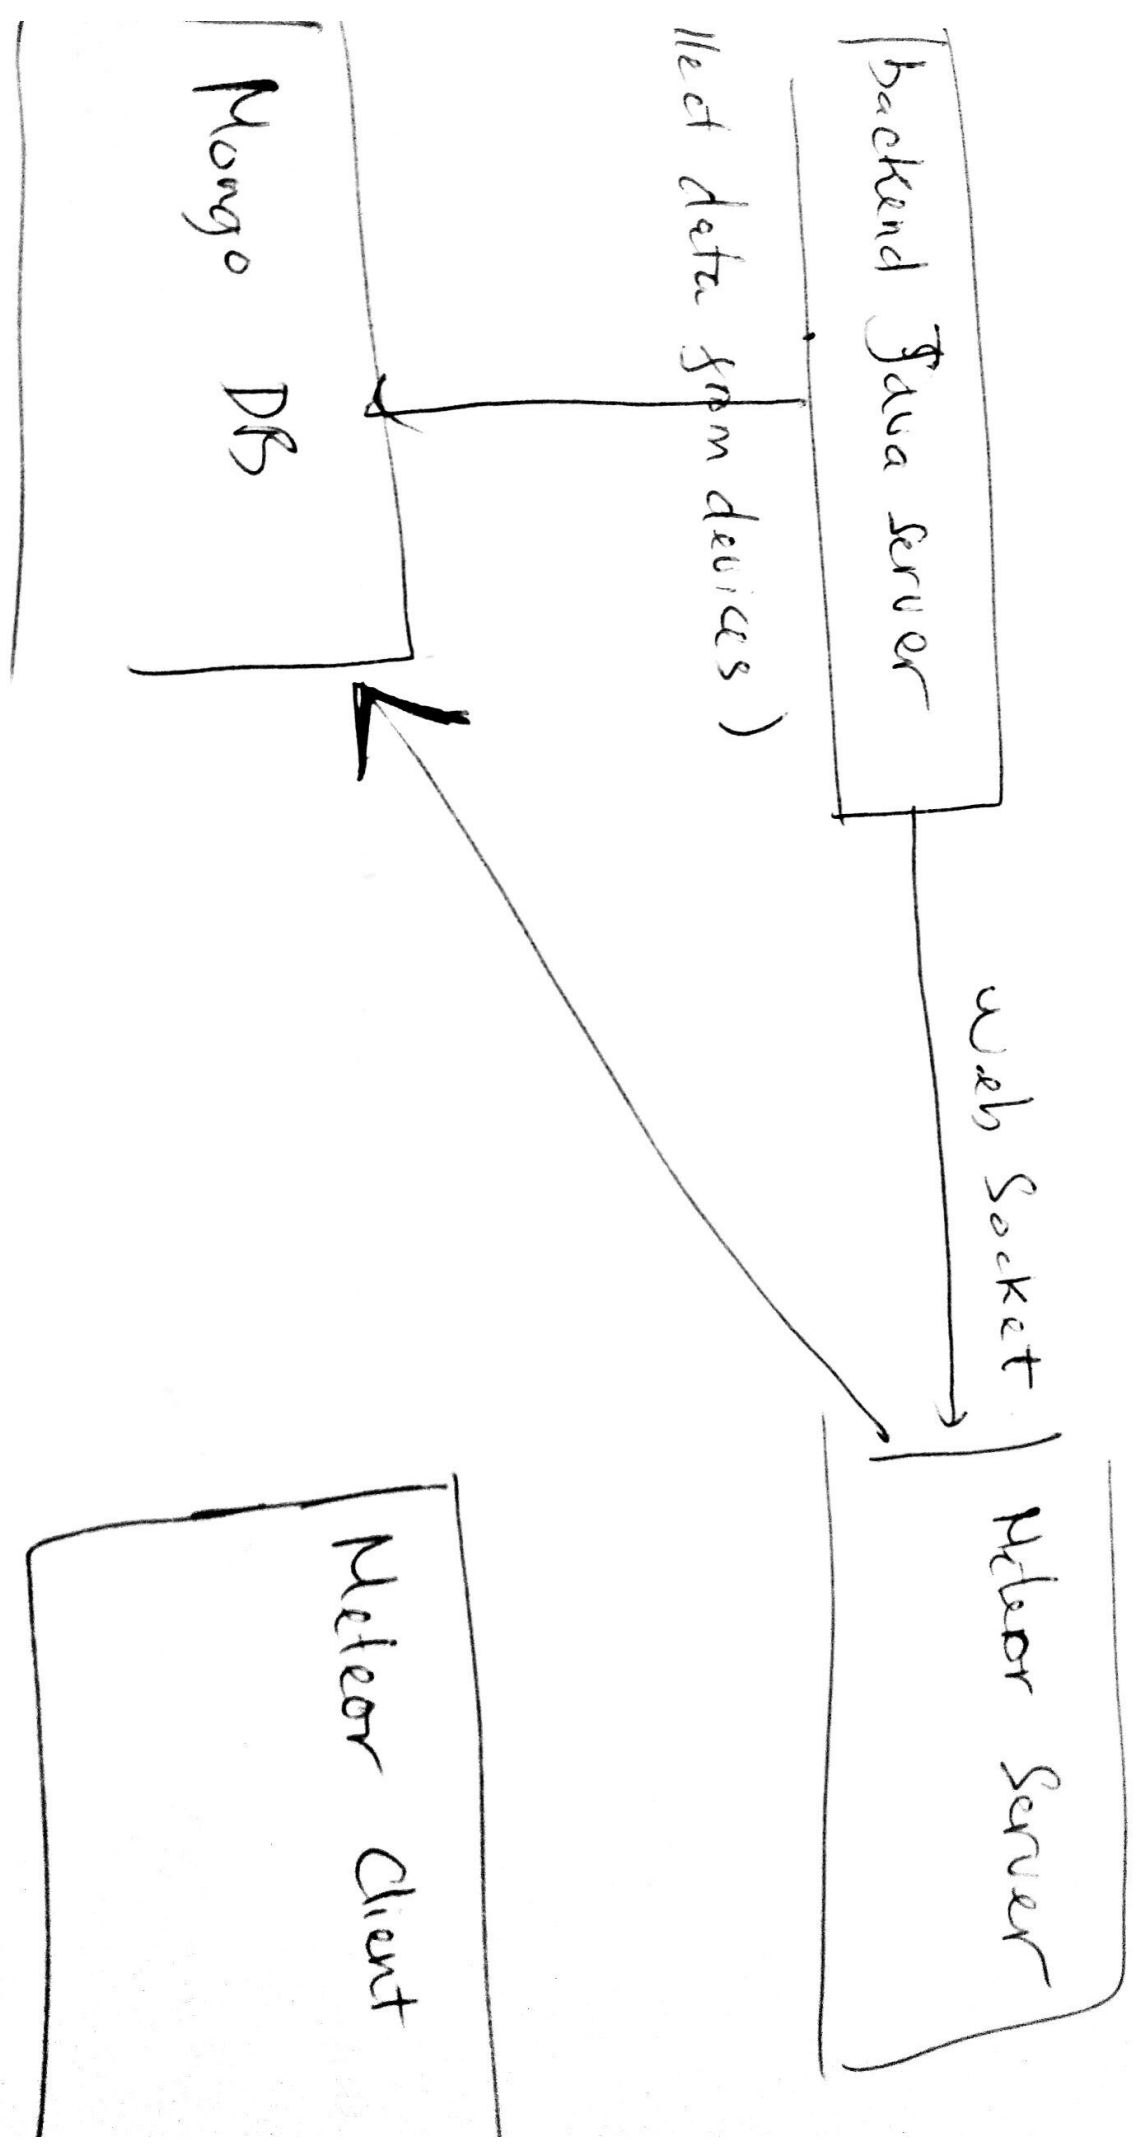 backend Java server
llect data from devices)
Web Socket
Meteor Server
Mongo DB
Meteor Client